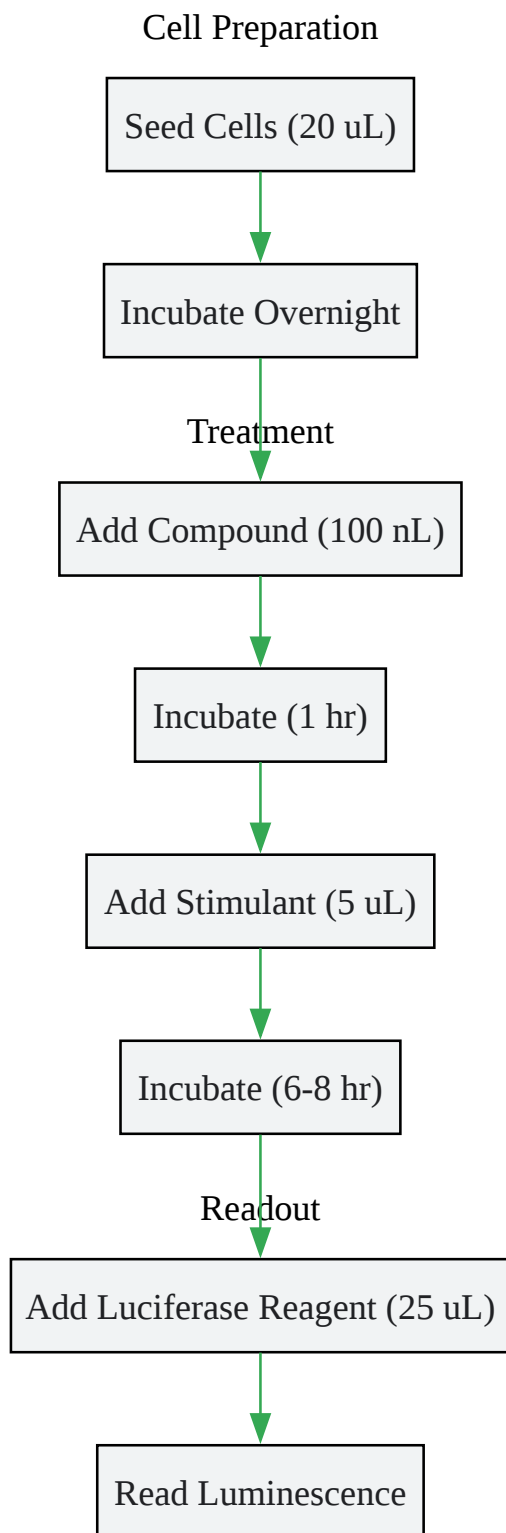 Cell Preparation
Seed Cells (20 uL)
Incubate Overnight
Treatment
Add Compound (100 nL)
Incubate (1 hr)
Add Stimulant (5 uL)
Incubate (6-8 hr)
Readout
Add Luciferase Reagent (25 uL)
Read Luminescence